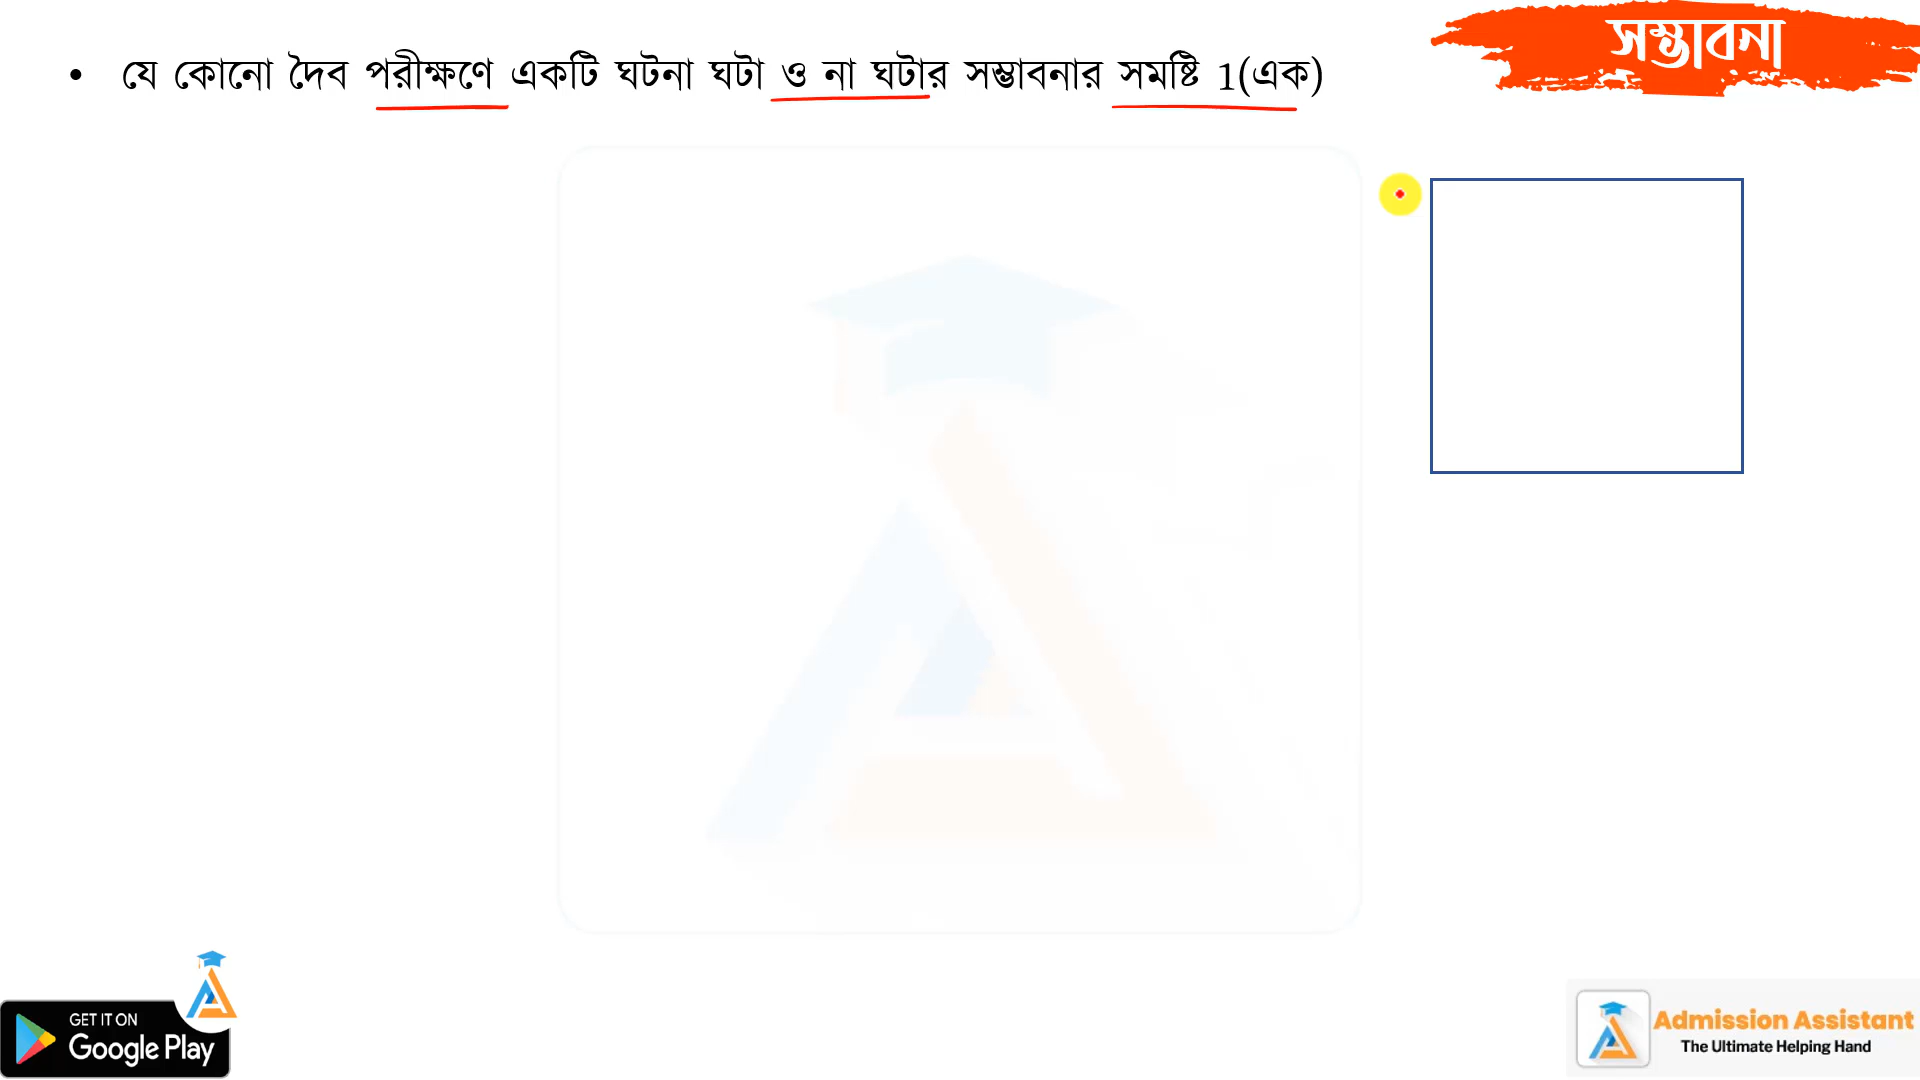 সম্ভাবনা
• যে কোনো দৈব পরীক্ষণে একটি ঘটনা ঘটা ও না ঘটার সম্ভাবনার সমষ্টি 1(এক)
GET IT ON
Google Play
Admission Assistant
The Ultimate Helping Hand